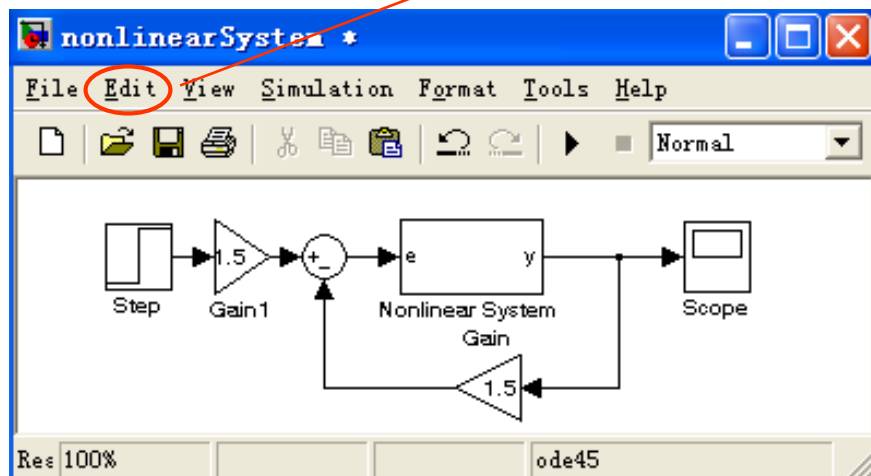 nonlinearSystem *
File Edit View Simulation Format Tools Help
Normal
1.5
+
−
e
y
Step
Gain1
Nonlinear System
Scope
Gain
1.5
Res 100%
ode45